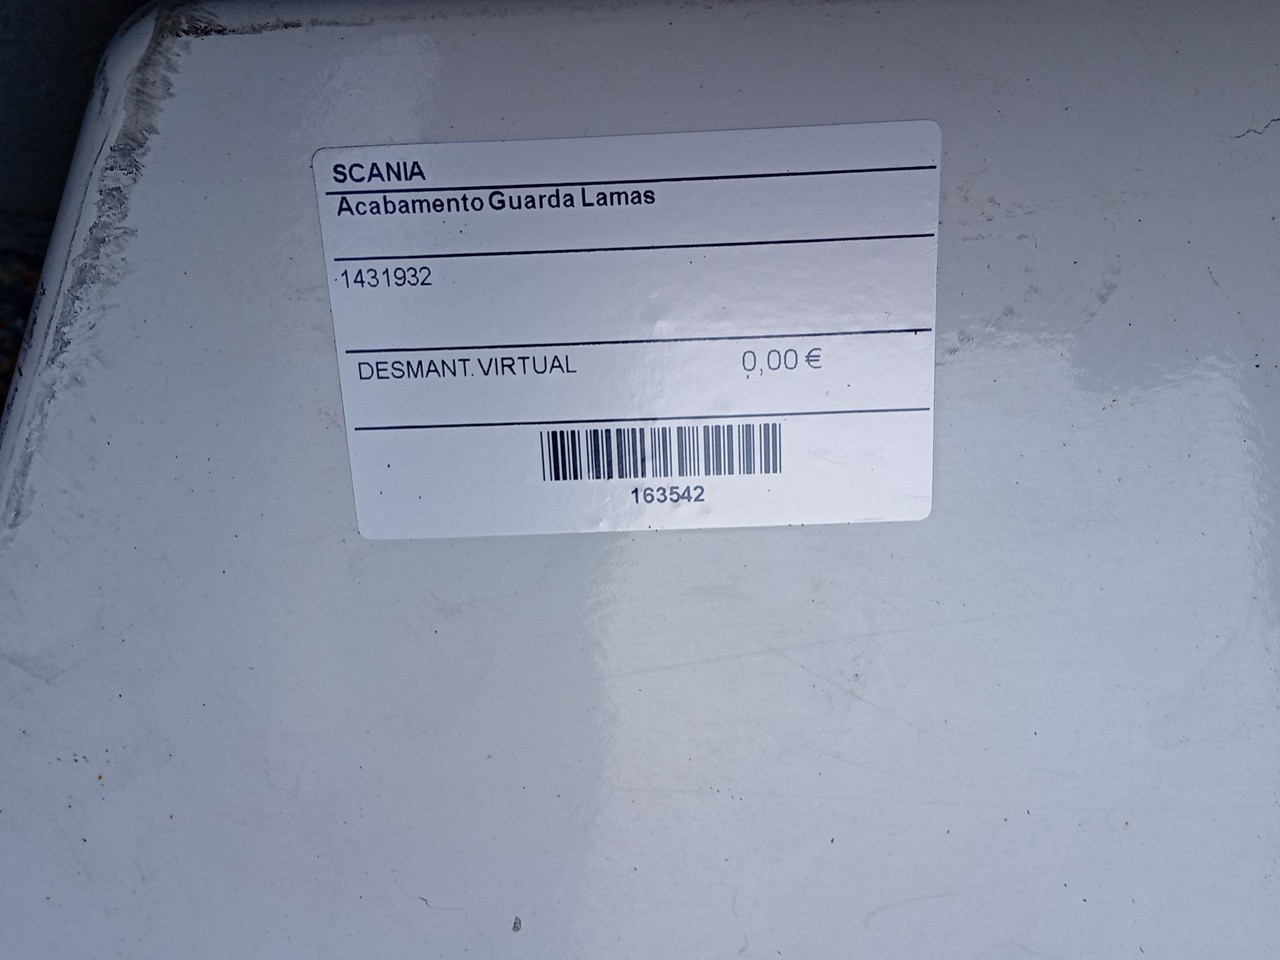 SCANIA
Acabamento Guarda Lamas
1431932
DESMANT. VIRTUAL 0,00 €
163542